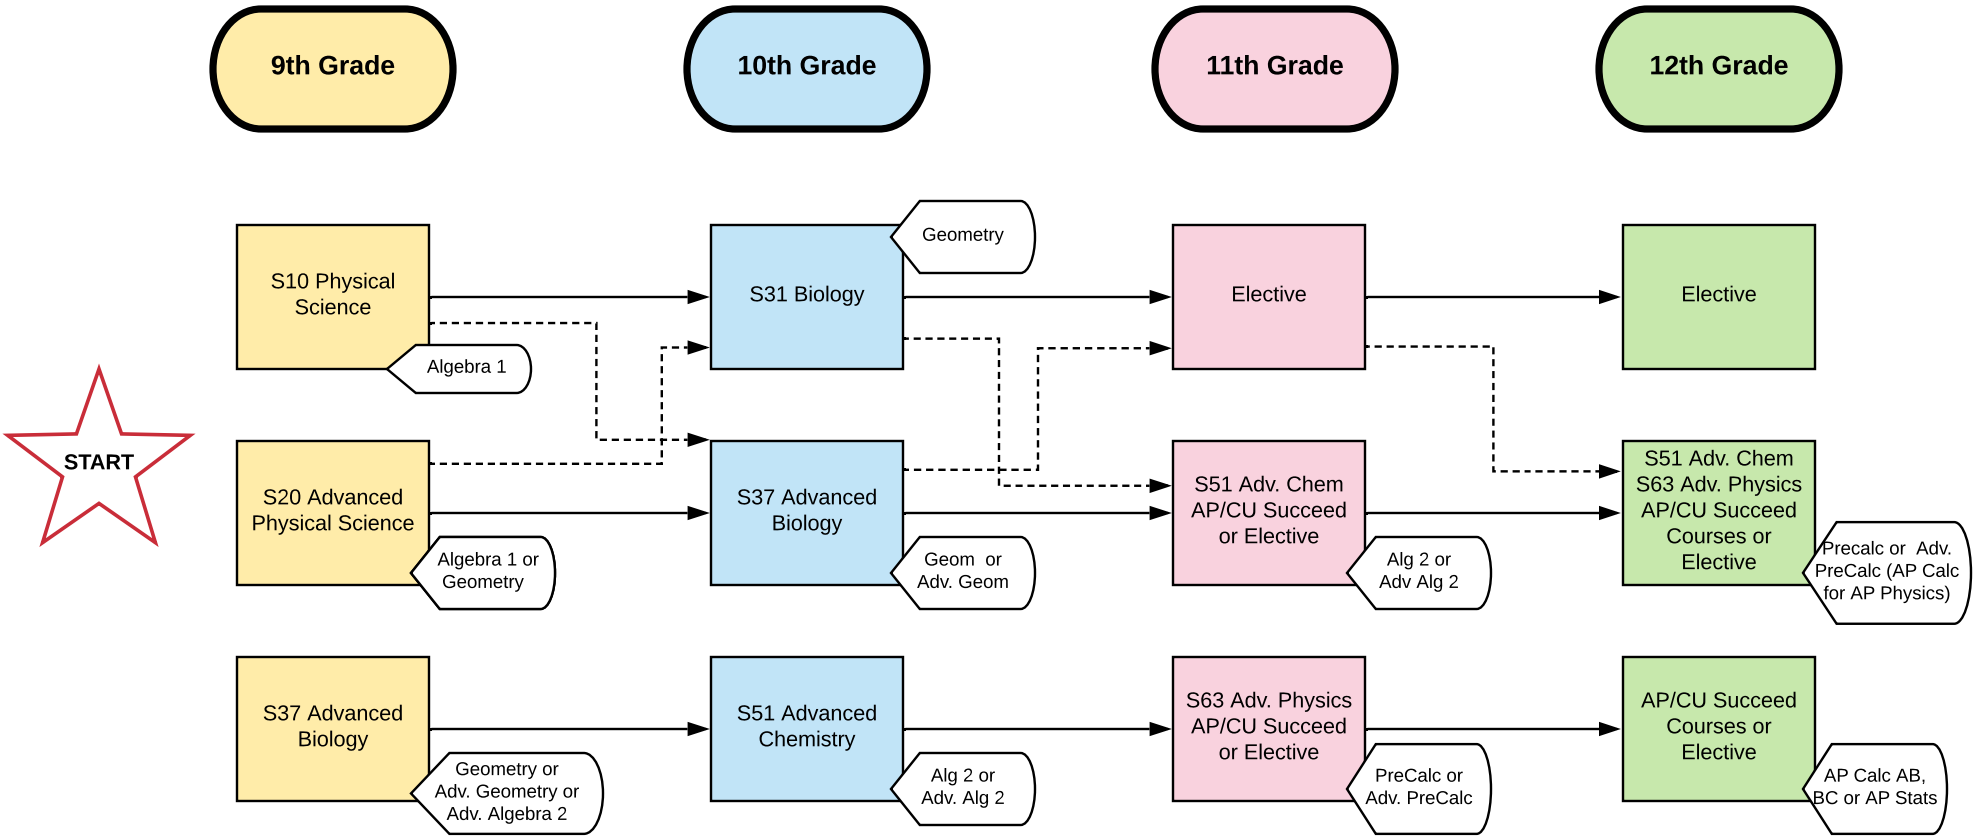 9th Grade
10th Grade
11th Grade
12th Grade
START
S10 Physical
Science
Algebra 1
S31 Biology
Geometry
Elective
Elective
S20 Advanced
Physical Science
Algebra 1 or
Geometry
S37 Advanced
Biology
Geom or
Adv. Geom
S51 Adv. Chem
AP/CU Succeed
or Elective
Alg 2 or
Adv Alg 2
S51 Adv. Chem
S63 Adv. Physics
AP/CU Succeed
Courses or
Elective
Precalc or Adv.
PreCalc (AP Calc
for AP Physics)
S37 Advanced
Biology
Geometry or
Adv. Geometry or
Adv. Algebra 2
S51 Advanced
Chemistry
Alg 2 or
Adv. Alg 2
S63 Adv. Physics
AP/CU Succeed
or Elective
PreCalc or
Adv. PreCalc
AP/CU Succeed
Courses or
Elective
AP Calc AB,
BC or AP Stats